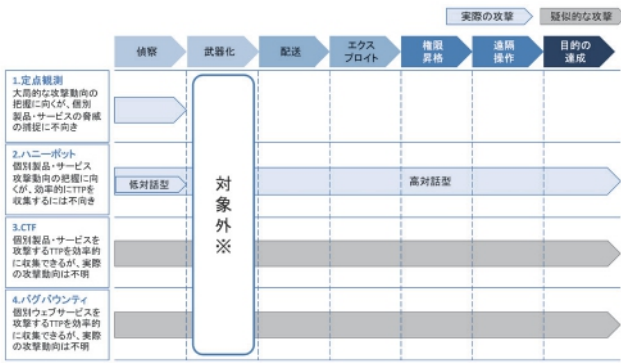 実際の攻撃
疑似的な攻撃
偵察
武器化
配送
エクス
プロイト
権限
昇格
遠隔
操作
目的の
達成
1.定点観測
大局的な攻撃動向の
把握に向くが、個別
製品・サービスの脅威
の捕捉に不向き
2.ハニーポット
個別製品・サービス
攻撃動向の把握に向
くが、効率的にTTPを
収集するには不向き
低対話型
高対話型
対
象
外
※
3.CTF
個別製品・サービスを
攻撃するTTPを効率的
に収集できるが、実際
の攻撃動向は不明
4.バグバウンティ
個別ウェブサービスを
攻撃するTTPを効率的
に収集できるが、実際
の攻撃動向は不明